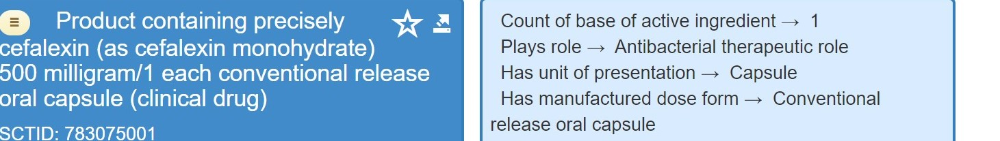 Product containing precisely
cefalexin (as cefalexin monohydrate)
500 milligram/1 each conventional release
oral capsule (clinical drug)
SCTID: 783075001
Count of base of active ingredient → 1
Plays role → Antibacterial therapeutic role
Has unit of presentation → Capsule
Has manufactured dose form → Conventional
release oral capsule